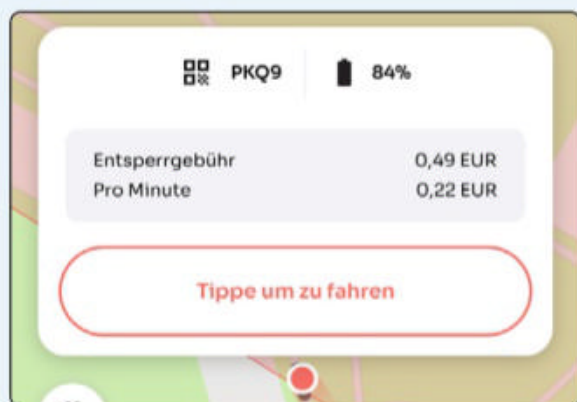 PKQ9 84%
Entsperrgebühr 0,49 EUR
Pro Minute 0,22 EUR
Tippe um zu fahren